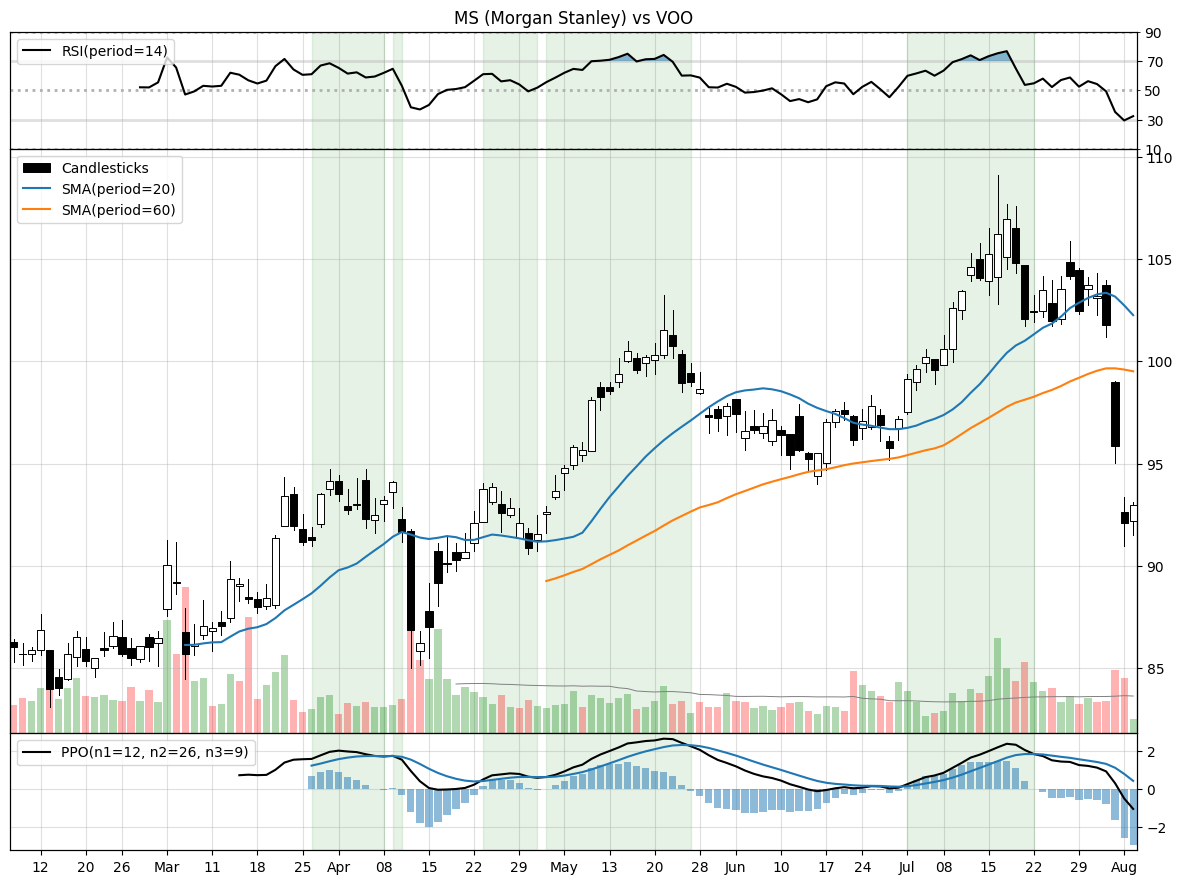 MS (Morgan Stanley) vs VOO
RSI(period=14)
90
70
50
30
10
Candlesticks
SMA(period=20)
SMA(period=60)
110
105
100
95
90
85
PPO(n1=12, n2=26, n3=9)
2
0
−2
12 20 26 Mar 11 18 25 Apr 08 15 22 29 May 13 20 28 Jun 10 17 24 Jul 08 15 22 29 Aug